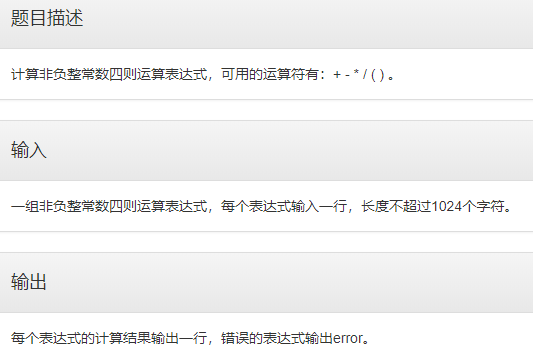 题目描述
计算非负整常数四则运算表达式，可用的运算符有：+ - * / ( ) 。
输入
一组非负整常数四则运算表达式，每个表达式输入一行，长度不超过1024个字符。
输出
每个表达式的计算结果输出一行，错误的表达式输出error。